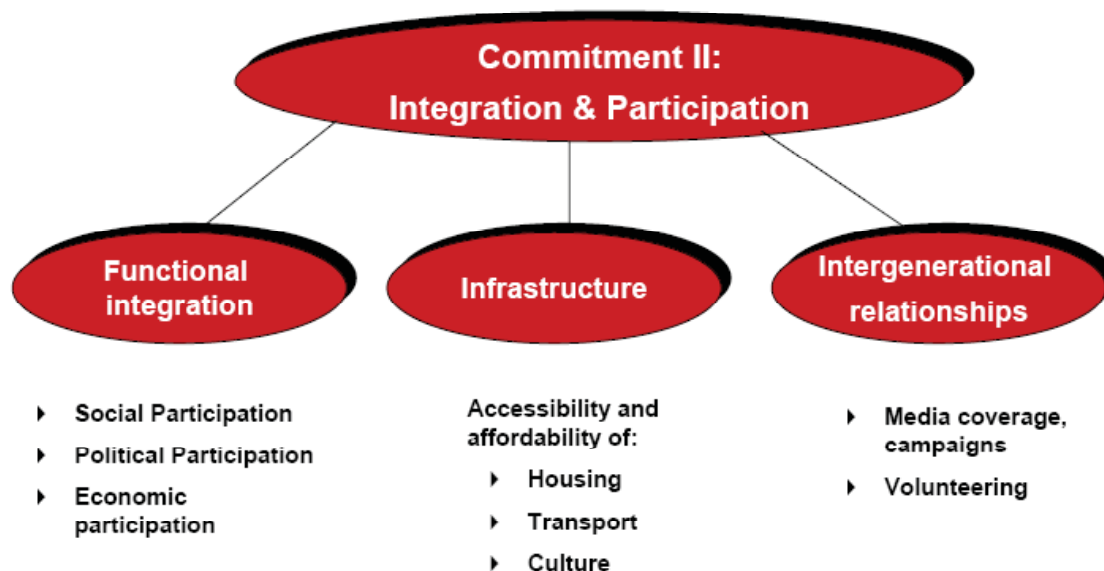 Commitment II:
Integration & Participation
Functional
integration
Infrastructure
Intergenerational
relationships
Social Participation
Political Participation
Economic
participation
Accessibility and
affordability of:
Housing
Transport
Culture
Media coverage,
campaigns
Volunteering